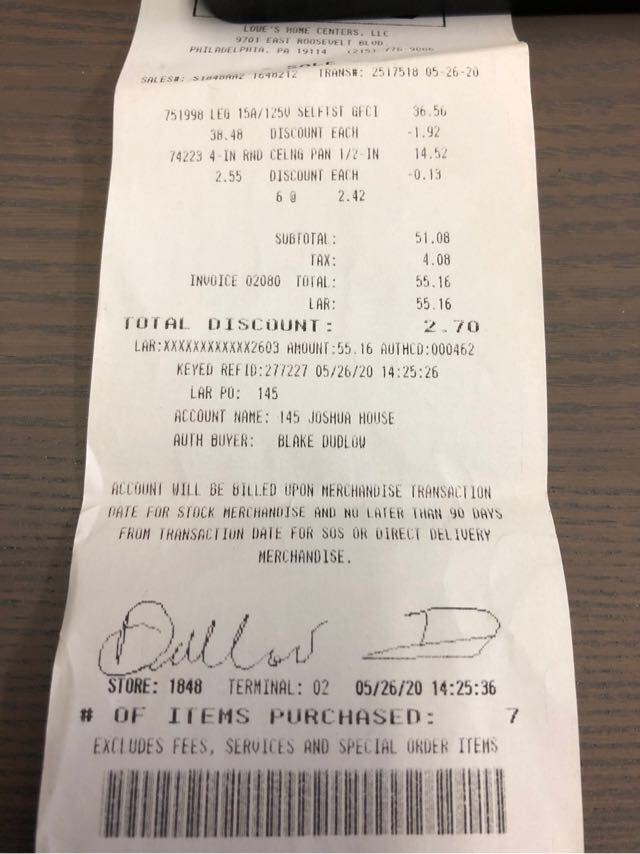 LOWE'S HOME CENTERS, LLC
9701 EAST ROOSEVELT BLVD.
PHILADELPHIA, PA 19114 (215) 776-9066
SALE
SALES#: TRANS#: 2517518 05-26-20
751998 LEG 15A/125V SELFTST GFCI 36.56
38.48 DISCOUNT EACH -1.92
74223 4-IN RND CELNG PAN 1/2-IN 14.52
2.55 DISCOUNT EACH -0.13
6 @ 2.42
SUBTOTAL: 51.08
TAX: 4.08
INVOICE 02080 TOTAL: 55.16
LAR: 55.16
TOTAL DISCOUNT: 2.70
LAR:XXXXXXXXXXXX2603 AMOUNT:55.16 AUTHCD:000462
KEYED REFID:277227 05/26/20 14:25:26
LAR PO: 145
ACCOUNT NAME: 145 JOSHUA HOUSE
AUTH BUYER: BLAKE DUDLOW
ACCOUNT WILL BE BILLED UPON MERCHANDISE TRANSACTION
DATE FOR STOCK MERCHANDISE AND NO LATER THAN 90 DAYS
FROM TRANSACTION DATE FOR SOS OR DIRECT DELIVERY
MERCHANDISE.
STORE: 1848 TERMINAL: 02 05/26/20 14:25:36
# OF ITEMS PURCHASED: 7
EXCLUDES FEES, SERVICES AND SPECIAL ORDER ITEMS